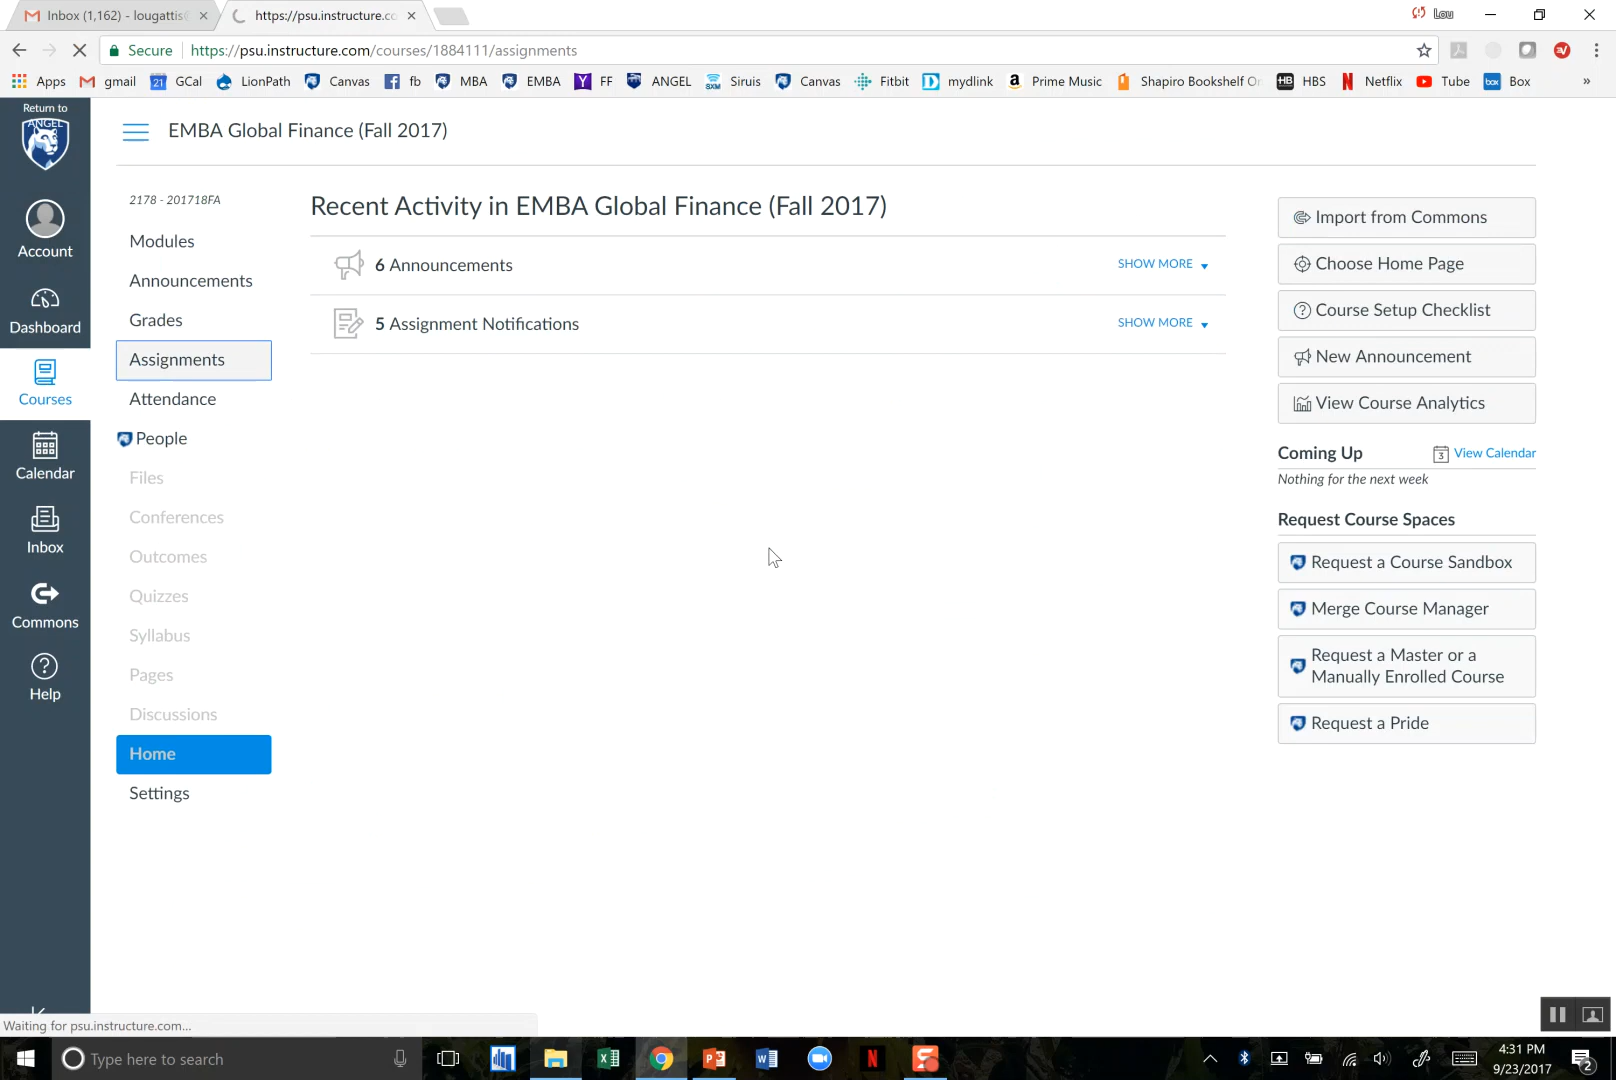 Inbox (1,162) - lougattis
https://psu.instructure.co
Lou
Secure
https://psu.instructure.com/courses/1884111/assignments
Apps
gmail
21
GCal
LionPath
Canvas
fb
MBA
EMBA
FF
ANGEL
SXM
Siruis
Canvas
Fitbit
mydlink
Prime Music
Shapiro Bookshelf On
HB
HBS
Netflix
Tube
box
Box
»
Return to
ANGEL
Account
Dashboard
Courses
Calendar
Inbox
Commons
Help
EMBA Global Finance (Fall 2017)
2178 - 201718FA
Modules
Announcements
Grades
Assignments
Attendance
People
Files
Conferences
Outcomes
Quizzes
Syllabus
Pages
Discussions
Home
Settings
Recent Activity in EMBA Global Finance (Fall 2017)
6 Announcements
SHOW MORE
5 Assignment Notifications
SHOW MORE
Import from Commons
Choose Home Page
Course Setup Checklist
New Announcement
View Course Analytics
Coming Up
3
View Calendar
Nothing for the next week
Request Course Spaces
Request a Course Sandbox
Merge Course Manager
Request a Master or a
Manually Enrolled Course
Request a Pride
Waiting for psu.instructure.com...
Type here to search
4:31 PM
9/23/2017
2